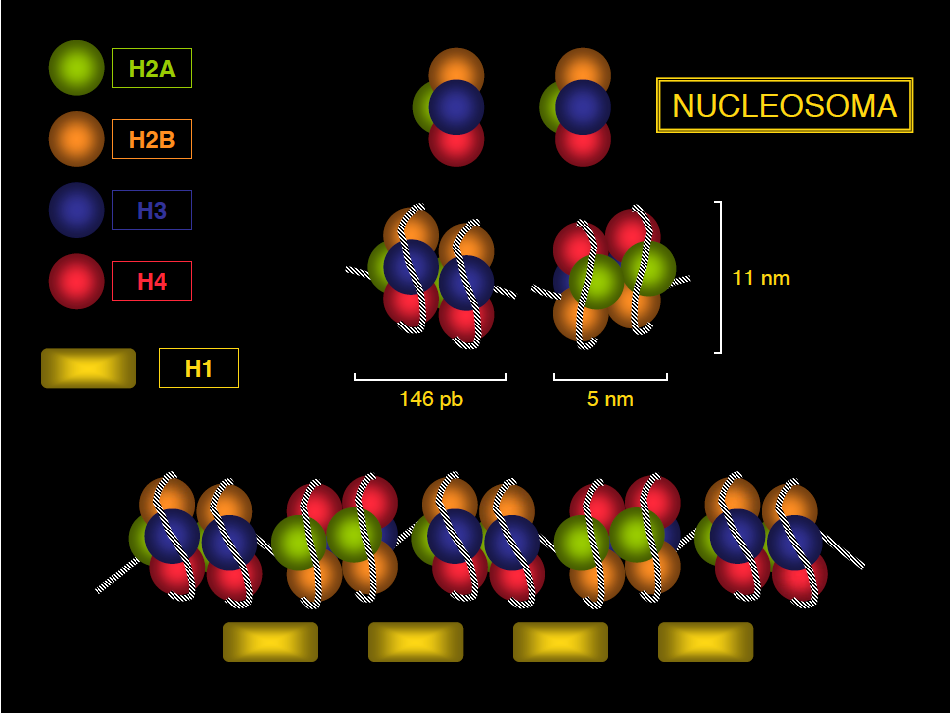 H2A
NUCLEOSOMA
H2B
H3
H4
11 nm
H1
146 pb
5 nm